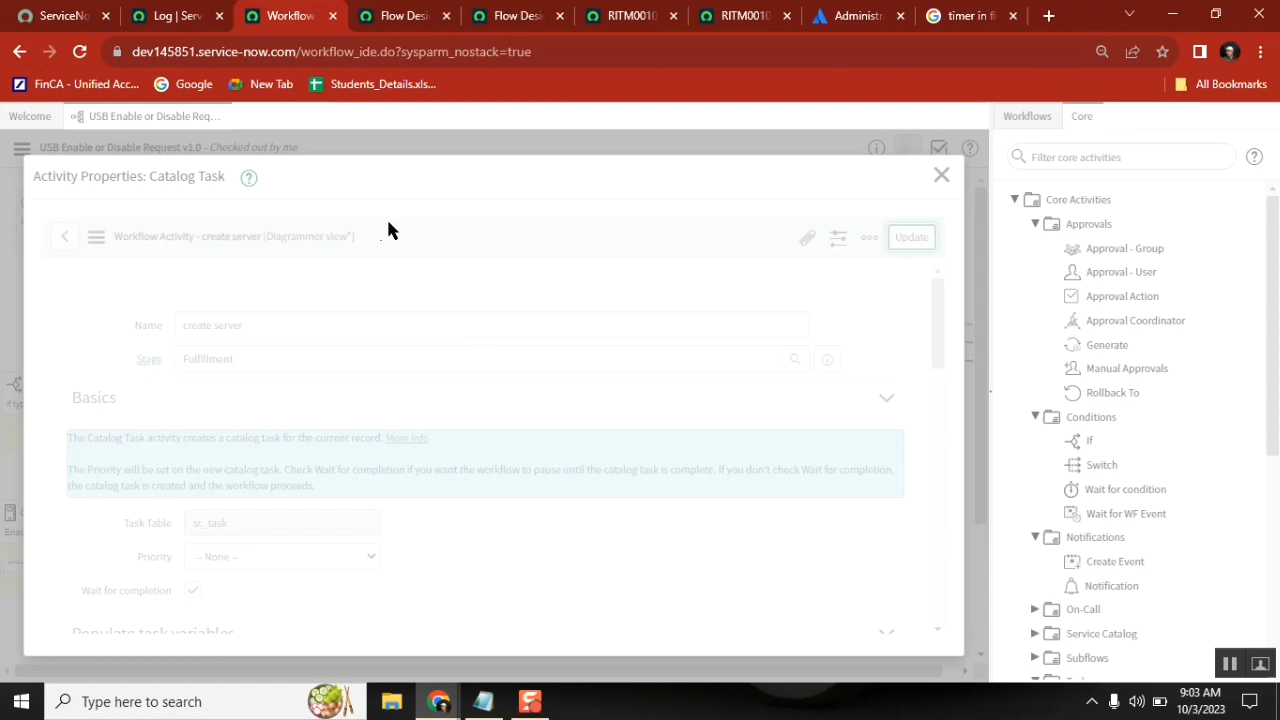 ServiceNo
Log | Serv
Workflow
Flow Desi
Flow Desi
RITM0010
RITM0010
Administr
timer in fl
dev145851.service-now.com/workflow_ide.do?sysparm_nostack=true
FinCA - Unified Acc...
Google
New Tab
Students_Details.xls...
All Bookmarks
Welcome
USB Enable or Disable Req...
Workflows
Core
USB Enable or Disable Request v1.0 - Checked out by me
Filter core activities
Activity Properties: Catalog Task
Workflow Activity - create server [Diagrammer view*]
Update
Name
create server
Stage
Fulfillment
Basics
The Catalog Task activity creates a catalog task for the current record. More Info
The Priority will be set on the new catalog task. Check Wait for completion if you want the workflow to pause until the catalog task is complete. If you don't check Wait for completion,
the catalog task is created and the workflow proceeds.
Task Table
sc_task
Priority
-- None --
Wait for completion
Populate task variables
If typ
Enab
Core Activities
Approvals
Approval - Group
Approval - User
Approval Action
Approval Coordinator
Generate
Manual Approvals
Rollback To
Conditions
If
Switch
Wait for condition
Wait for WF Event
Notifications
Create Event
Notification
On-Call
Service Catalog
Subflows
Type here to search
9:03 AM
10/3/2023